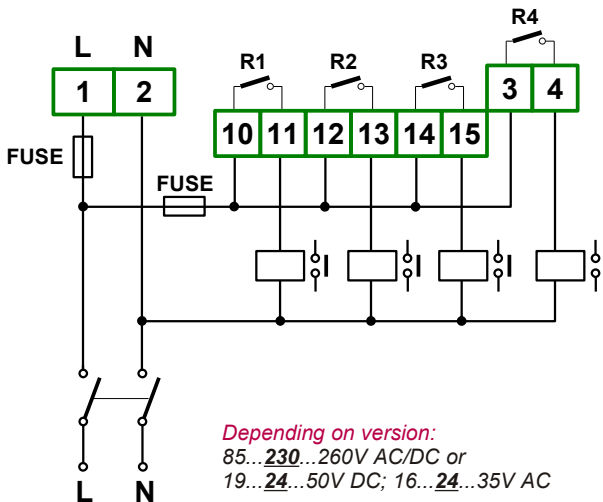 R4
L N
R1 R2 R3
1 2
3 4
10 11 12 13 14 15
FUSE
FUSE
Depending on version:
85...230...260V AC/DC or
19...24...50V DC; 16...24...35V AC
L N